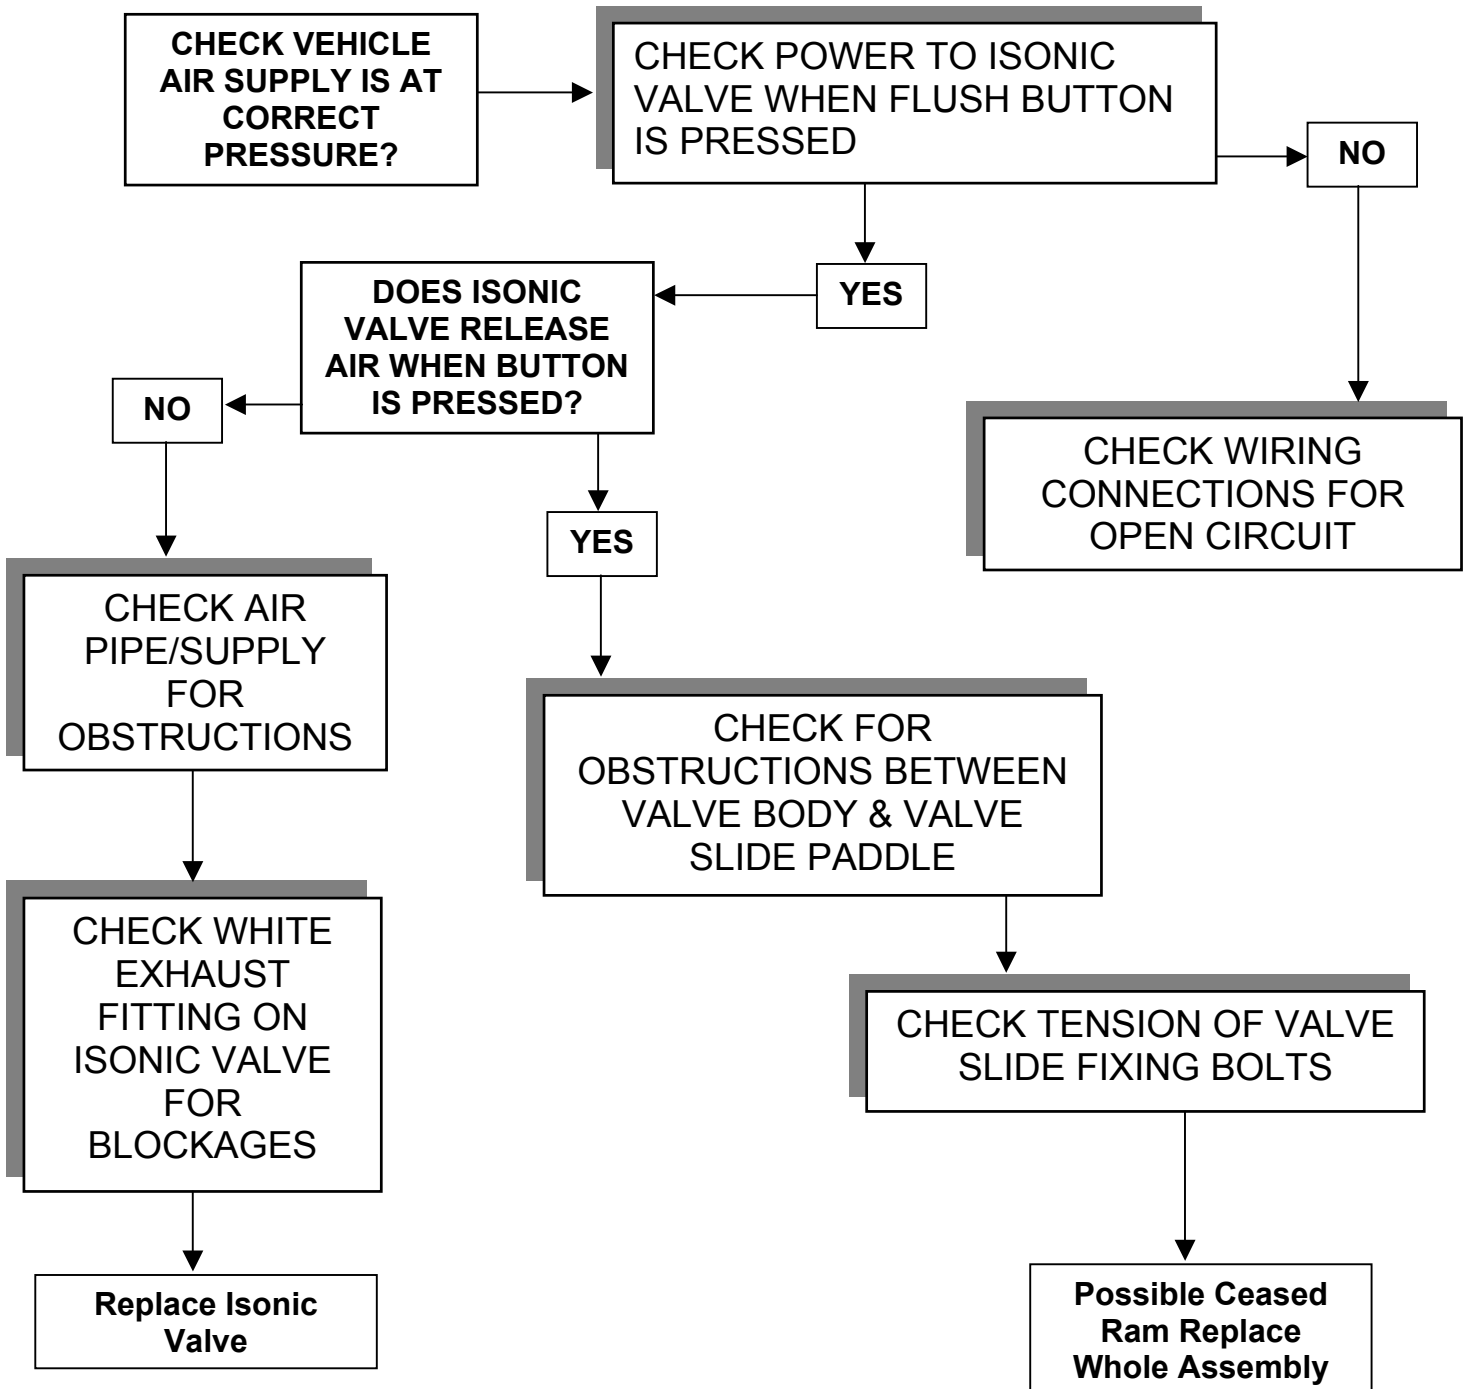 CHECK VEHICLE
AIR SUPPLY IS AT
CORRECT
PRESSURE?
CHECK POWER TO ISONIC
VALVE WHEN FLUSH BUTTON
IS PRESSED
NO
YES
DOES ISONIC
VALVE RELEASE
AIR WHEN BUTTON
IS PRESSED?
NO
YES
CHECK WIRING
CONNECTIONS FOR
OPEN CIRCUIT
CHECK AIR
PIPE/SUPPLY
FOR
OBSTRUCTIONS
CHECK FOR
OBSTRUCTIONS BETWEEN
VALVE BODY & VALVE
SLIDE PADDLE
CHECK WHITE
EXHAUST
FITTING ON
ISONIC VALVE
FOR
BLOCKAGES
CHECK TENSION OF VALVE
SLIDE FIXING BOLTS
Replace Isonic
Valve
Possible Ceased
Ram Replace
Whole Assembly